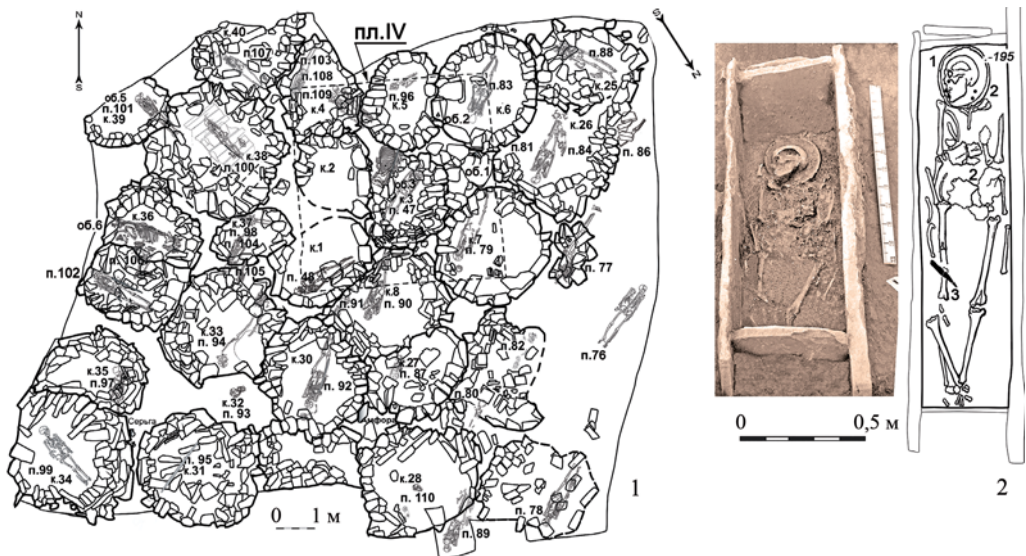 N
S
пл.IV
S
N
к.40
п.107
п.103
п.108
п.109
к.4
п.96
к.5
п.83
к.6
об.2
п.88
к.25
к.26
п.81
п.84
п. 86
об.5
п.101
к.39
к.38
п.100
к.2
об.3
к.3
п. 47
об.1
к.36
об.6
п.106
п.102
к.37
п. 98
п. 104
п.105
к.1
п. 48
к.7
п. 79
п. 77
к.8
п. 91
п. 90
п.76
к.33
п. 94
к.30
п. 92
к.27
п. 87
п.82
п.80
к.35
п.97
к.32
п. 93
Серьга
Амфора
п.99
к.34
п. 95
к.31
к.28
п. 110
п. 89
п. 78
0 1 м
1
1
-195
2
2
3
0 0,5 м
2